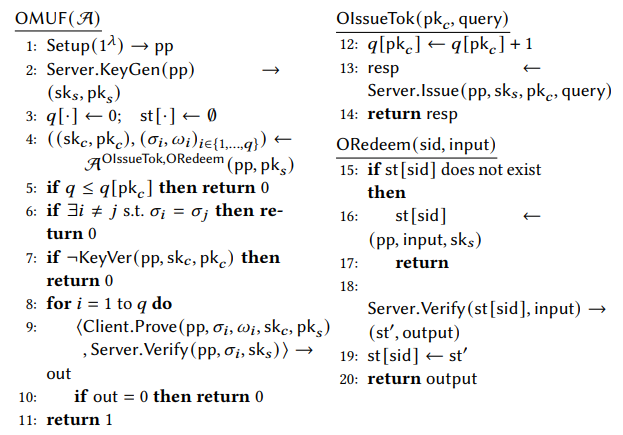 OMUF(𝒜)
1: Setup(1^λ) → pp
2: Server.KeyGen(pp) →
(sk_s, pk_s)
3: q[·] ← 0; st[·] ← ∅
4: ((sk_c, pk_c), (σ_i, ω_i)_{i∈{1,…,q}}) ←
𝒜^{OIssueTok,ORedeem}(pp, pk_s)
5: if q ≤ q[pk_c] then return 0
6: if ∃i ≠ j s.t. σ_i = σ_j then re-
turn 0
7: if ¬KeyVer(pp, sk_c, pk_c) then
return 0
8: for i = 1 to q do
9: ⟨Client.Prove(pp, σ_i, ω_i, sk_c, pk_s)
, Server.Verify(pp, σ_i, sk_s)⟩ →
out
10: if out = 0 then return 0
11: return 1
OIssueTok(pk_c, query)
12: q[pk_c] ← q[pk_c] + 1
13: resp ←
Server.Issue(pp, sk_s, pk_c, query)
14: return resp
ORedeem(sid, input)
15: if st[sid] does not exist
then
16: st[sid] ←
(pp, input, sk_s)
17: return
18:
Server.Verify(st[sid], input) →
(st′, output)
19: st[sid] ← st′
20: return output